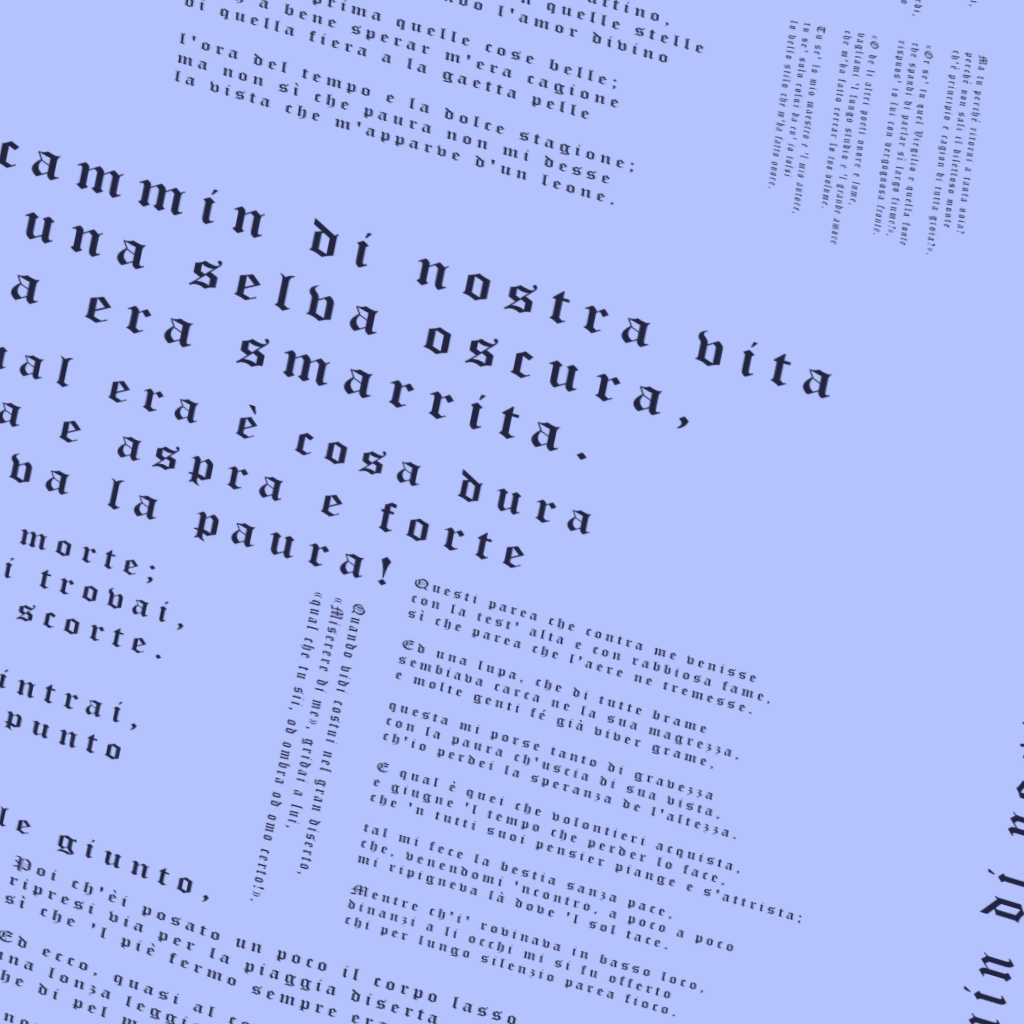 prima quelle cose belle;
a bene sperar m'era cagione
di quella fiera a la gaetta pelle
l'ora del tempo e la dolce stagione;
ma non sì che paura non mi desse
la vista che m'apparve d'un leone.
quelle stelle
l'amor divino
Tu se' lo mio maestro e 'l mio autore,
tu se' solo colui da cu' io tolsi
lo bello stilo che m'ha fatto onore.
«O de li altri poeti onore e lume,
vagliami 'l lungo studio e 'l grande amore
che m'ha fatto cercar lo tuo volume.
«Or se' tu quel Virgilio e quella fonte
che spandi di parlar sì largo fiume?»,
rispuos' io lui con vergognosa fronte.
Ma tu perché ritorni a tanta noia?
perché non sali il dilettoso monte
ch'è principio e cagion di tutta gioia?».
cammin di nostra vita
una selva oscura,
a era smarrita.
era è cosa dura
a e aspra e forte
va la paura!
morte;
i trovai,
scorte.
intrai,
punto
le giunto,
Quando vidi costui nel gran diserto,
«Miserere di me», gridai a lui,
«qual che tu sii, od ombra od omo certo!».
Questi parea che contra me venisse
con la test' alta e con rabbiosa fame,
sì che parea che l'aere ne tremesse.
Ed una lupa, che di tutte brame
sembiava carca ne la sua magrezza,
e molte genti fé già viver grame,
questa mi porse tanto di gravezza
con la paura ch'uscia di sua vista,
ch'io perdei la speranza de l'altezza.
E qual è quei che volontieri acquista,
e giugne 'l tempo che perder lo face,
che 'n tutti suoi pensier piange e s'attrista;
tal mi fece la bestia sanza pace,
che, venendomi 'ncontro, a poco a poco
mi ripigneva là dove 'l sol tace.
Mentre ch'i' rovinava in basso loco,
dinanzi a li occhi mi si fu offerto
chi per lungo silenzio parea fioco.
Poi ch'èi posato un poco il corpo lasso
ripresi via per la piaggia diserta
sì che 'l piè fermo sempre era
Ed ecco, quasi al
una lonza
che di pel